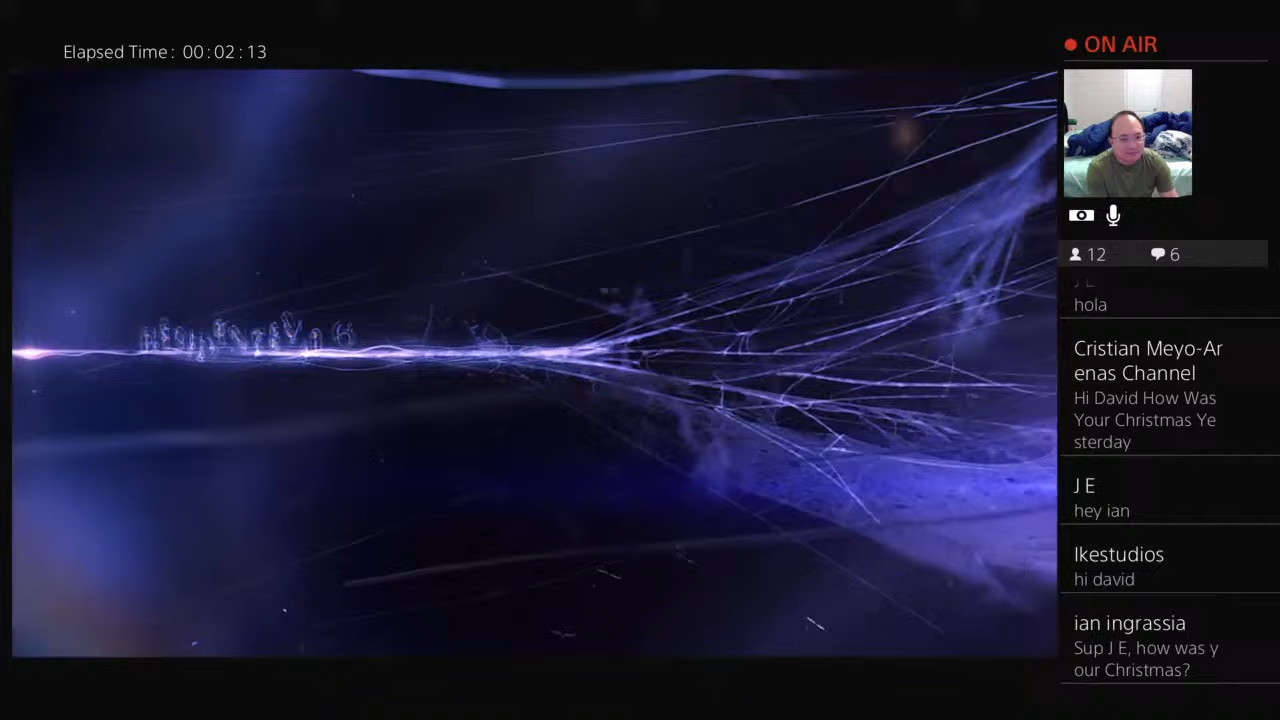 Elapsed Time: 00:02:13
ON AIR
12
6
J E
hola
Cristian Meyo-Ar
enas Channel
Hi David How Was
Your Christmas Ye
sterday
J E
hey ian
lkestudios
hi david
ian ingrassia
Sup J E, how was y
our Christmas?